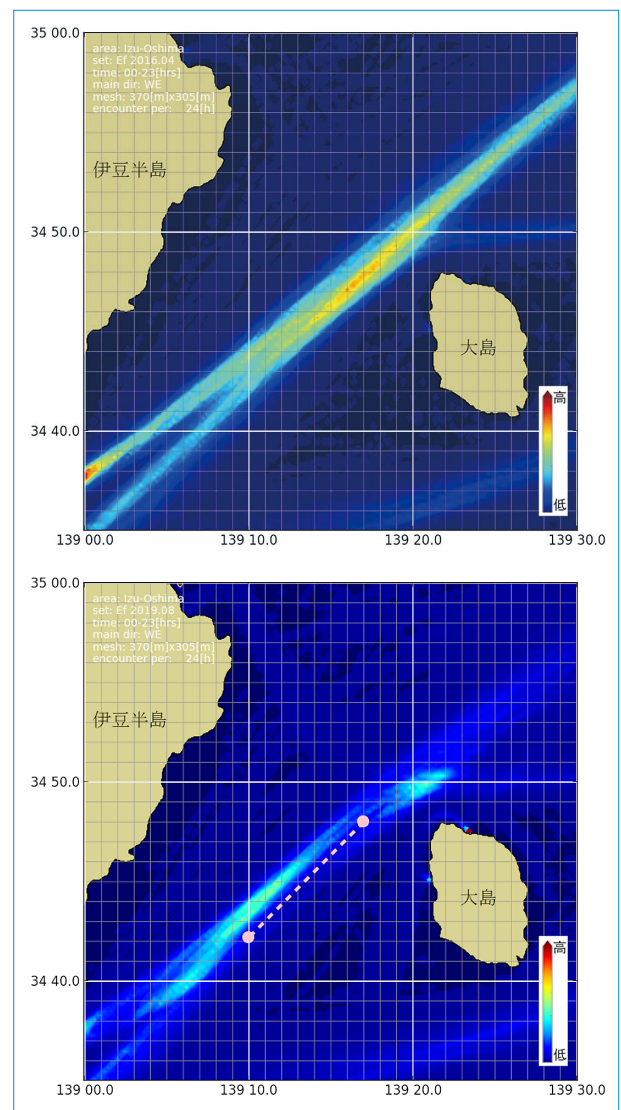 35 00.0
area: Izu-Oshima
set: Ef 2016.04
time: 00-23[hrs]
main dir: WE
mesh: 370[m]x305[m]
encounter per: 24[h]
伊豆半島
34 50.0
大島
高
34 40.0
低
139 00.0 139 10.0 139 20.0 139 30.0
35 00.0
area: Izu-Oshima
set: Ef 2019.08
time: 00-23[hrs]
main dir: WE
mesh: 370[m]x305[m]
encounter per: 24[h]
伊豆半島
34 50.0
大島
高
34 40.0
低
139 00.0 139 10.0 139 20.0 139 30.0